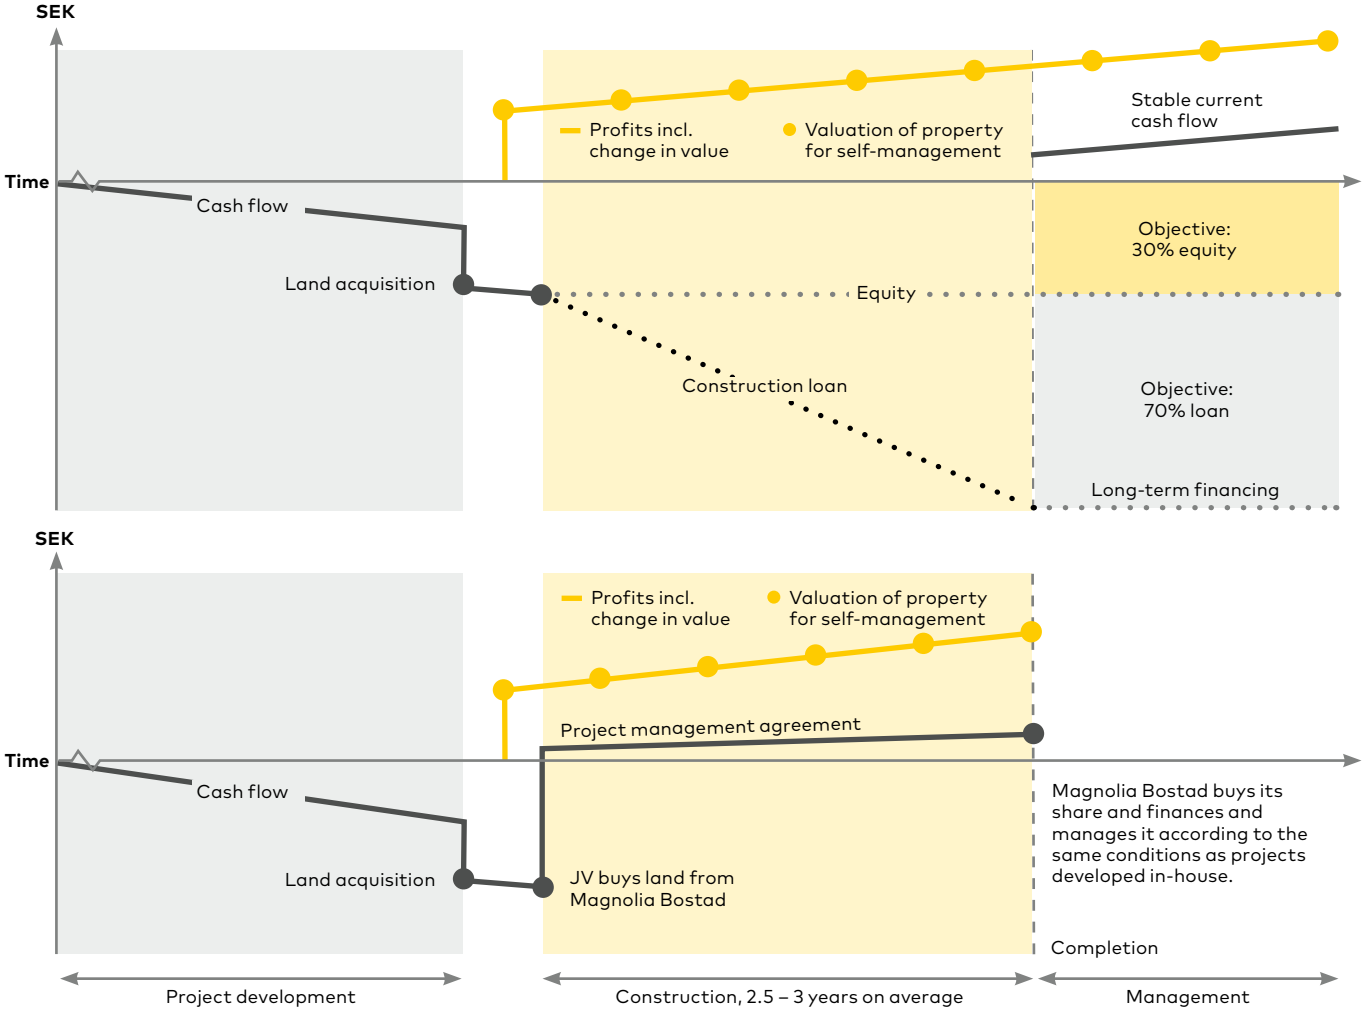 SEK
Profits incl.
change in value
Valuation of property
for self-management
Stable current
cash flow
Time
Cash flow
Objective:
30% equity
Land acquisition
Equity
Construction loan
Objective:
70% loan
Long-term financing
SEK
Profits incl.
change in value
Valuation of property
for self-management
Project management agreement
Time
Cash flow
Magnolia Bostad buys its
share and finances and
manages it according to the
same conditions as projects
developed in-house.
Land acquisition
JV buys land from
Magnolia Bostad
Completion
Project development
Construction, 2.5 – 3 years on average
Management